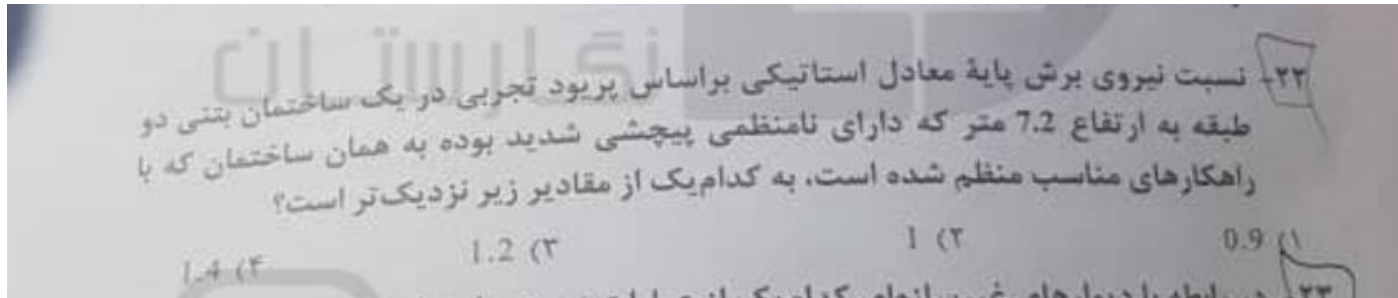 نگارستان
۲۲- نسبت نیروی برش پایهٔ معادل استاتیکی براساس پریود تجربی در یک ساختمان بتنی دو
طبقه به ارتفاع 7.2 متر که دارای نامنظمی پیچشی شدید بوده به همان ساختمان که با
راهکارهای مناسب منظم شده است، به کدام‌یک از مقادیر زیر نزدیک‌تر است؟
۱) 0.9 ۲) 1 ۳) 1.2 ۴) 1.4
۲۳